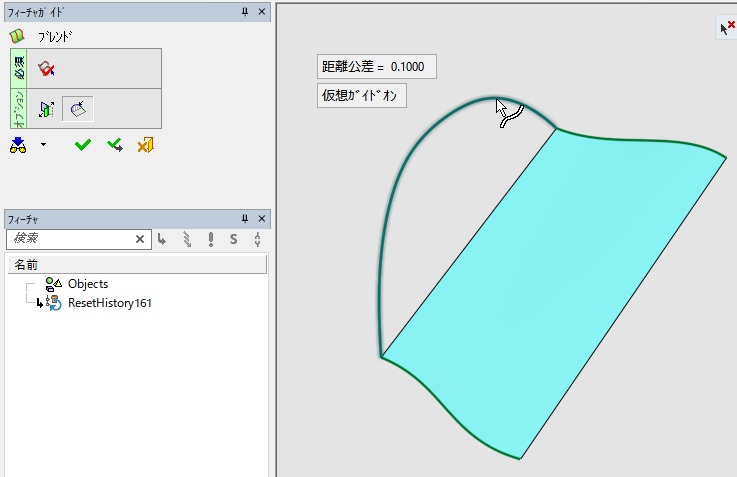 フィーチャガイド
ブレンド
必須
オプション
フィーチャ
検索
S
名前
Objects
ResetHistory161
距離公差 = 0.1000
仮想ガイドオン